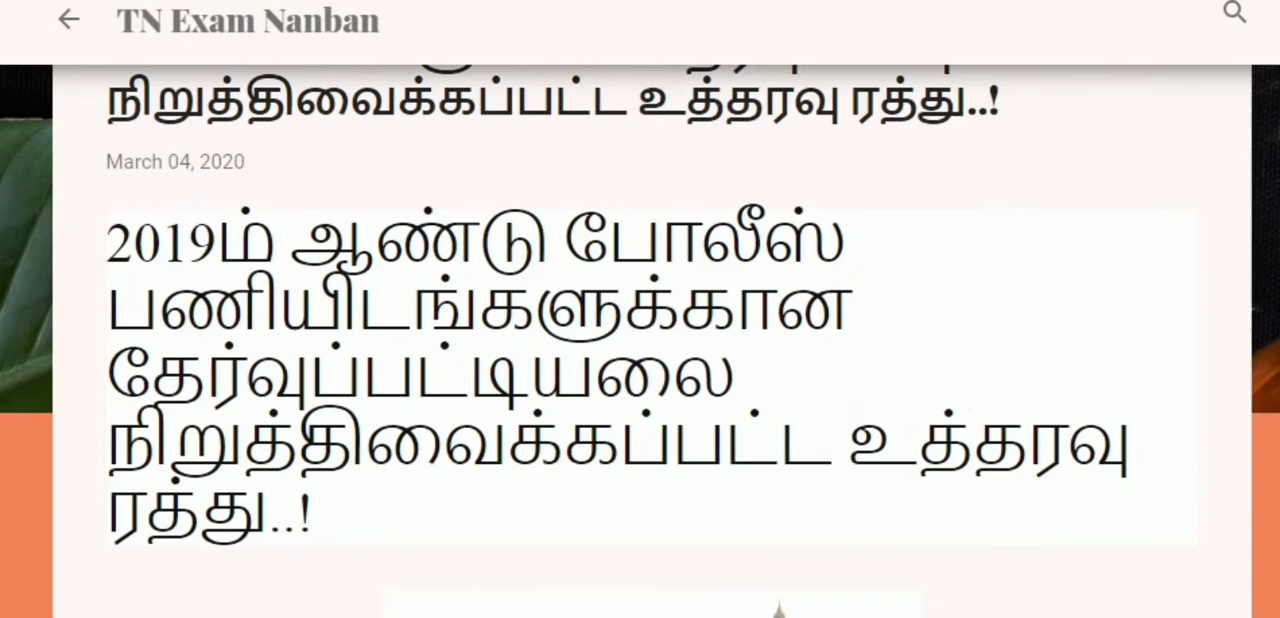 TN Exam Nanban
நிறுத்திவைக்கப்பட்ட உத்தரவு ரத்து..!
March 04, 2020
2019ம் ஆண்டு போலீஸ்
பணியிடங்களுக்கான
தேர்வுப்பட்டியலை
நிறுத்திவைக்கப்பட்ட உத்தரவு
ரத்து..!